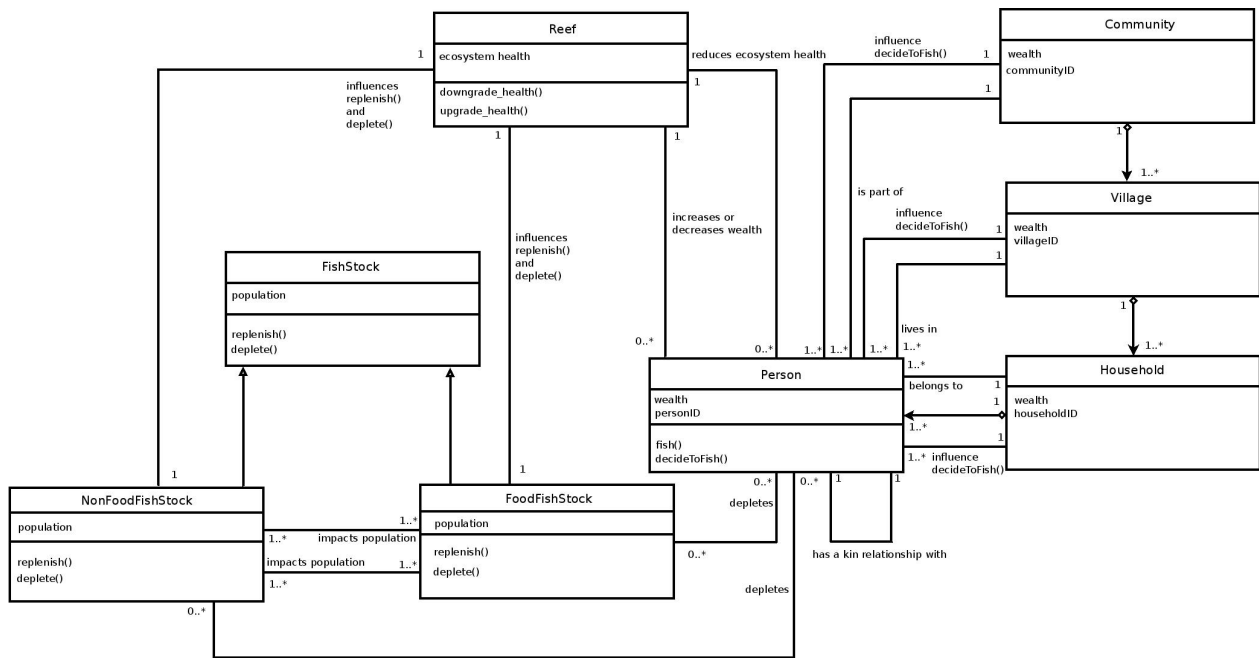 Reef
ecosystem health
downgrade_health()
upgrade_health()
Community
wealth
communityID
1
influences
replenish()
and
deplete()
reduces ecosystem health
1
influence
decideToFish()
1
1
1
1
1
1..*
is part of
Village
wealth
villageID
influence
decideToFish()
1
1
increases or
decreases wealth
influences
replenish()
and
deplete()
FishStock
population
replenish()
deplete()
1
1..*
lives in
1..*
0..*
0..*
1..*
1..*
1..*
Person
wealth
personID
fish()
decideToFish()
1..*
belongs to
1
1
1..*
1
1..*
influence
decideToFish()
Household
wealth
householdID
1
1
NonFoodFishStock
population
replenish()
deplete()
FoodFishStock
population
replenish()
deplete()
1..*
1..*
impacts population
impacts population
1..*
1..*
0..*
depletes
0..*
0..*
1
1
has a kin relationship with
depletes
0..*